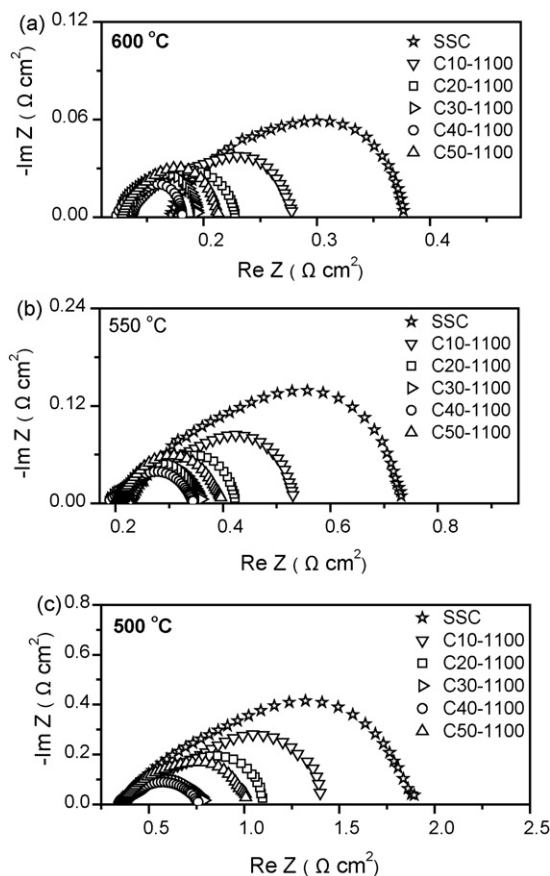 (a)
600 °C
SSC
C10-1100
C20-1100
C30-1100
C40-1100
C50-1100
0.12
0.09
0.06
0.03
0.00
-Im Z (Ω cm²)
0.2 0.3 0.4
Re Z ( Ω cm²)
(b)
550 °C
SSC
C10-1100
C20-1100
C30-1100
C40-1100
C50-1100
0.24
0.12
0.00
-Im Z (Ω cm²)
0.2 0.4 0.6 0.8
Re Z ( Ω cm²)
(c)
500 °C
SSC
C10-1100
C20-1100
C30-1100
C40-1100
C50-1100
0.8
0.6
0.4
0.2
0.0
-Im Z (Ω cm²)
0.5 1.0 1.5 2.0 2.5
Re Z ( Ω cm²)